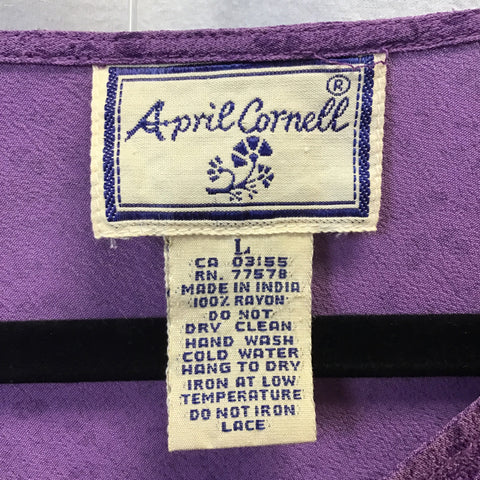 April Cornell ®
L
CA 03155
RN. 77578
MADE IN INDIA
100% RAYON
DO NOT
DRY CLEAN
HAND WASH
COLD WATER
HANG TO DRY
IRON AT LOW
TEMPERATURE
DO NOT IRON
LACE